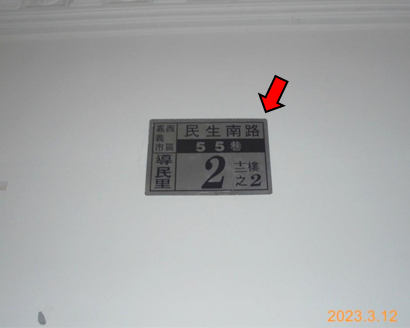 嘉義市
西區
導民里
民生南路
55巷
2
十二樓
之2
2023.3.12